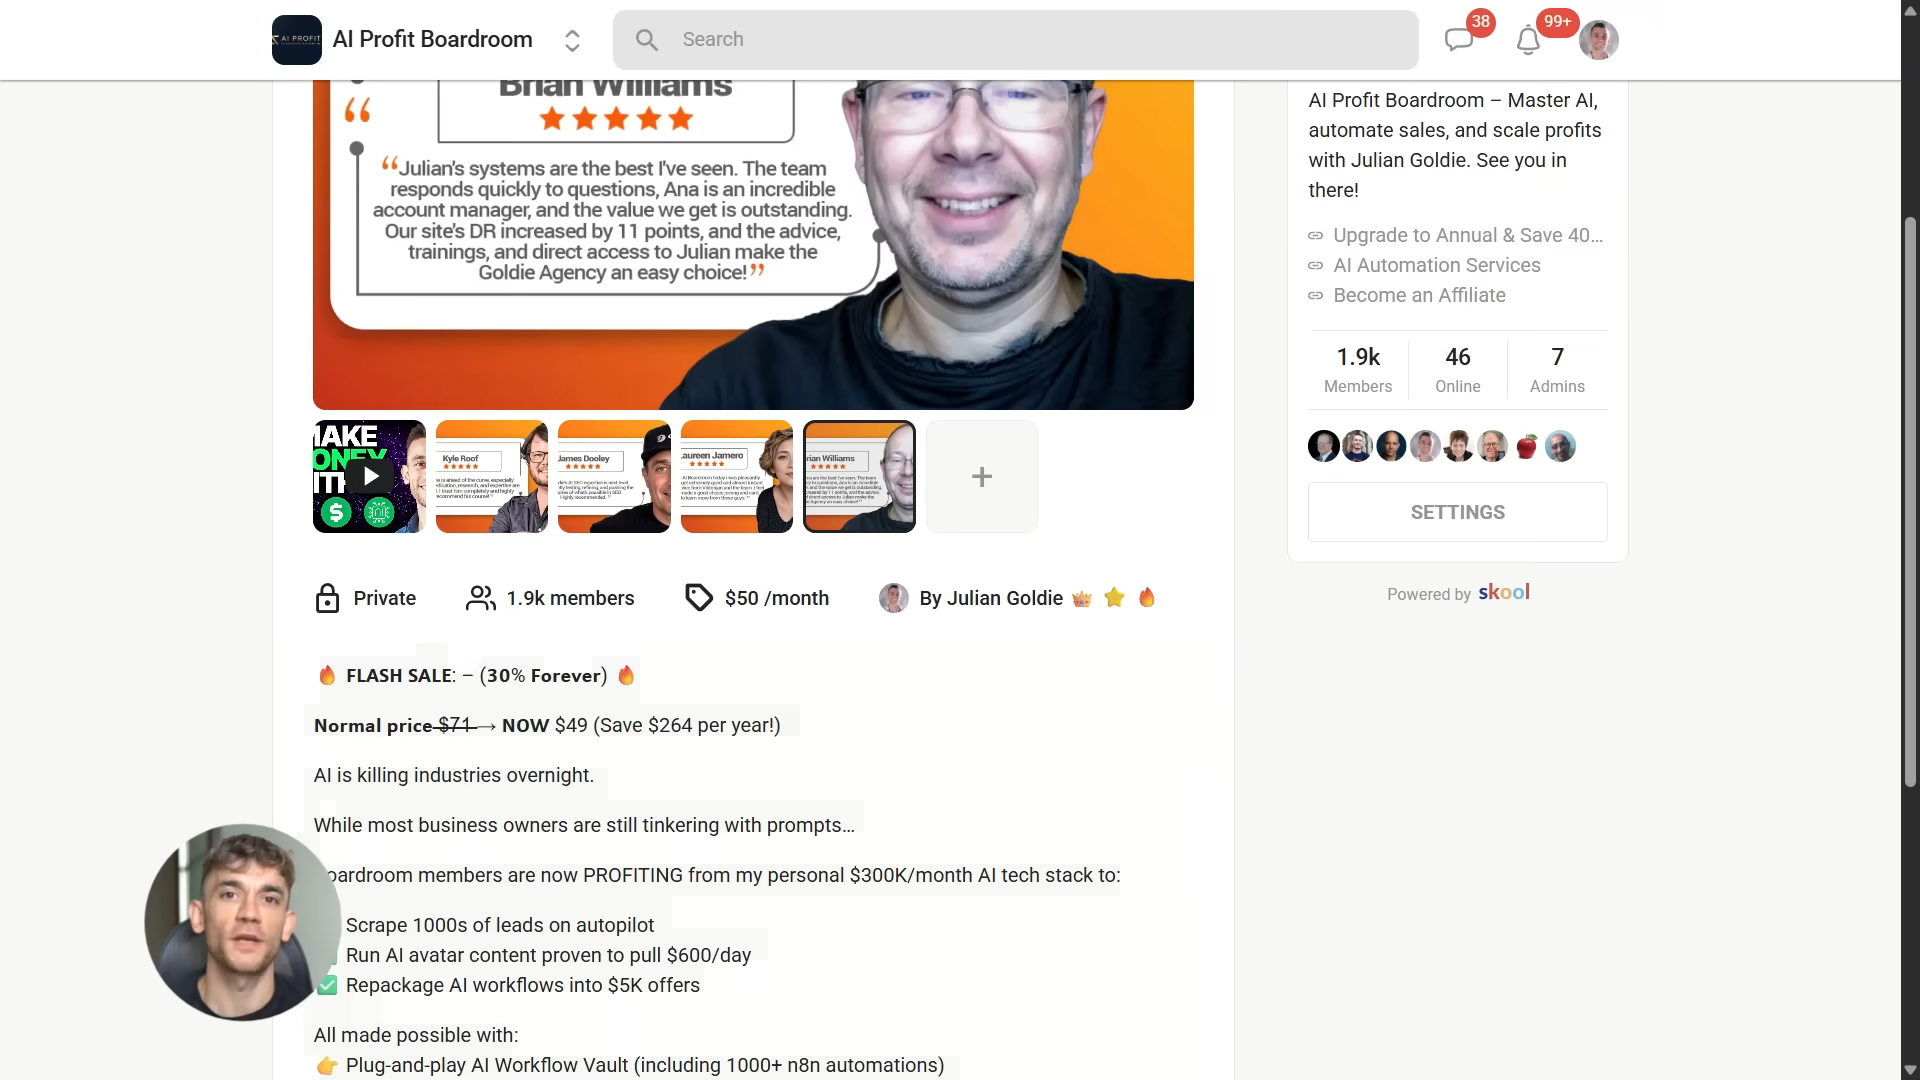 AI PROFIT
AI Profit Boardroom
Search
38
99+
Brian Williams
“Julian's systems are the best I've seen. The team
responds quickly to questions, Ana is an incredible
account manager, and the value we get is outstanding.
Our site's DR increased by 11 points, and the advice,
trainings, and direct access to Julian make the
Goldie Agency an easy choice!”
AI Profit Boardroom – Master AI,
automate sales, and scale profits
with Julian Goldie. See you in
there!
Upgrade to Annual & Save 40...
AI Automation Services
Become an Affiliate
1.9k
Members
46
Online
7
Admins
SETTINGS
Powered by skool
Kyle Roof
James Dooley
aureen Jamero
rian Williams
Private
1.9k members
$50 /month
By Julian Goldie 👑 ⭐ 🔥
🔥 FLASH SALE: – (30% Forever) 🔥
Normal price $71 → NOW $49 (Save $264 per year!)
AI is killing industries overnight.
While most business owners are still tinkering with prompts…
oardroom members are now PROFITING from my personal $300K/month AI tech stack to:
Scrape 1000s of leads on autopilot
Run AI avatar content proven to pull $600/day
✅ Repackage AI workflows into $5K offers
All made possible with:
👉 Plug-and-play AI Workflow Vault (including 1000+ n8n automations)